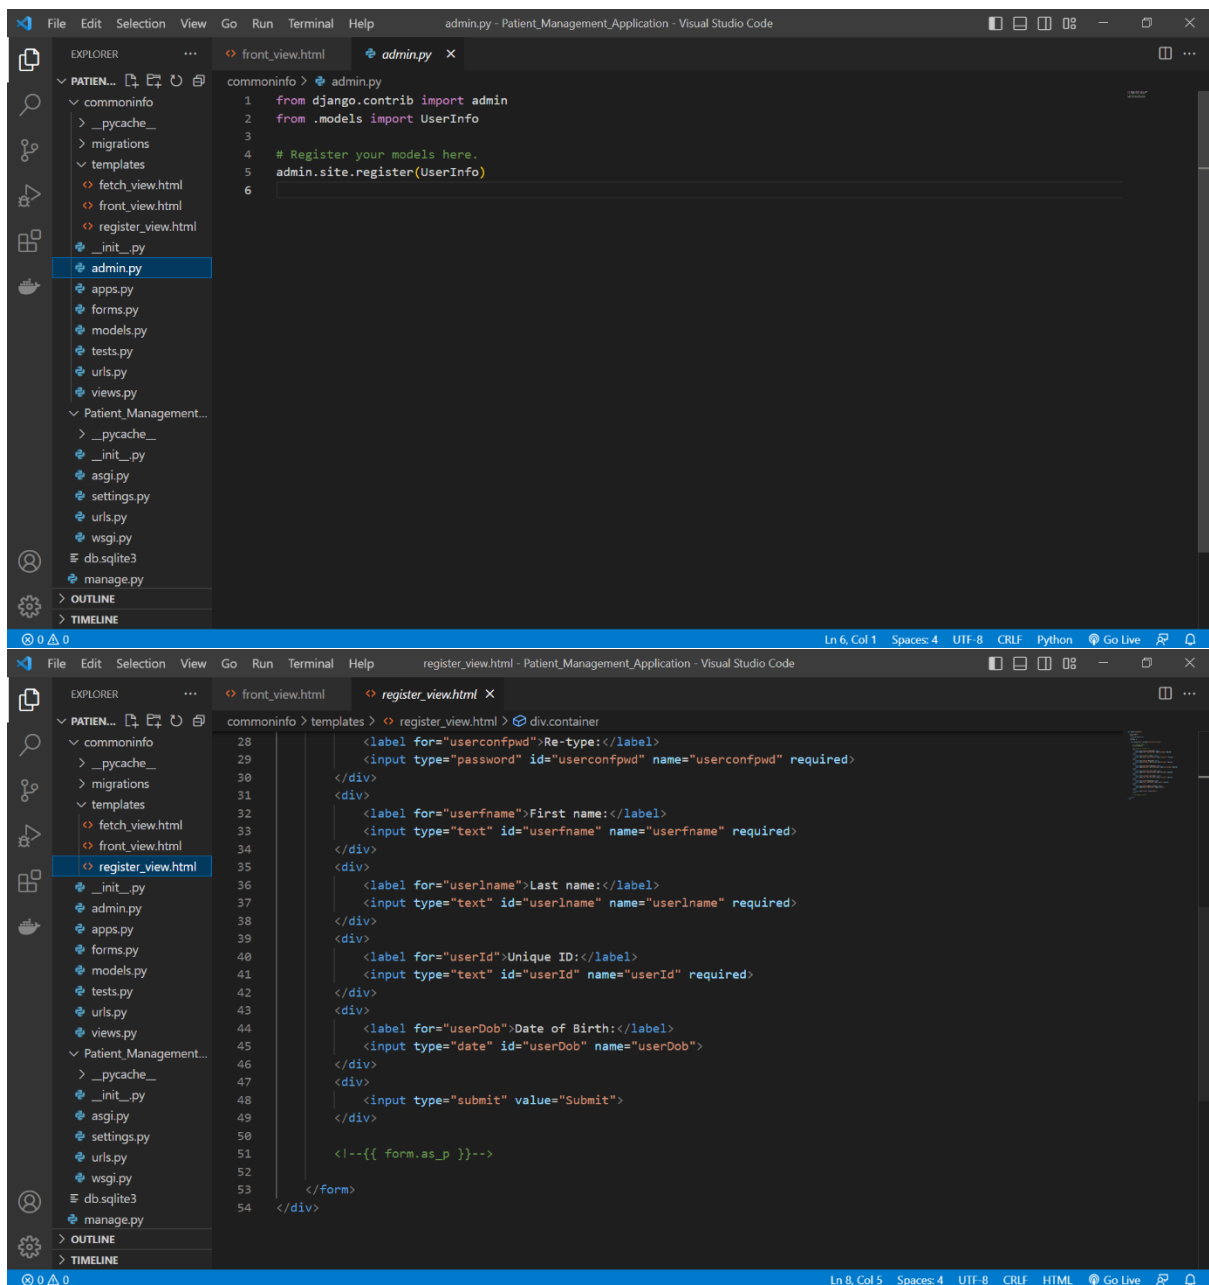 File Edit Selection View Go Run Terminal Help admin.py - Patient_Management_Application - Visual Studio Code
EXPLORER ··· front_view.html admin.py
PATIEN... commoninfo > admin.py
commoninfo 1 from django.contrib import admin
__pycache__ 2 from .models import UserInfo
migrations 3
templates 4 # Register your models here.
fetch_view.html 5 admin.site.register(UserInfo)
front_view.html 6
register_view.html
__init__.py
admin.py
apps.py
forms.py
models.py
tests.py
urls.py
views.py
Patient_Management...
__pycache__
__init__.py
asgi.py
settings.py
urls.py
wsgi.py
db.sqlite3
manage.py
OUTLINE
TIMELINE
0 0 Ln 6, Col 1 Spaces: 4 UTF-8 CRLF Python Go Live
File Edit Selection View Go Run Terminal Help register_view.html - Patient_Management_Application - Visual Studio Code
EXPLORER ··· front_view.html register_view.html
PATIEN... commoninfo > templates > register_view.html > div.container
commoninfo
__pycache__
migrations
templates
fetch_view.html
front_view.html
register_view.html
__init__.py
admin.py
apps.py
forms.py
models.py
tests.py
urls.py
views.py
Patient_Management...
__pycache__
__init__.py
asgi.py
settings.py
urls.py
wsgi.py
db.sqlite3
manage.py
OUTLINE
TIMELINE
28 <label for="userconfpwd">Re-type:</label>
29 <input type="password" id="userconfpwd" name="userconfpwd" required>
30 </div>
31 <div>
32 <label for="userfname">First name:</label>
33 <input type="text" id="userfname" name="userfname" required>
34 </div>
35 <div>
36 <label for="userlname">Last name:</label>
37 <input type="text" id="userlname" name="userlname" required>
38 </div>
39 <div>
40 <label for="userId">Unique ID:</label>
41 <input type="text" id="userId" name="userId" required>
42 </div>
43 <div>
44 <label for="userDob">Date of Birth:</label>
45 <input type="date" id="userDob" name="userDob">
46 </div>
47 <div>
48 <input type="submit" value="Submit">
49 </div>
50
51 <!--{{ form.as_p }}-->
52
53 </form>
54 </div>
0 0 Ln 8, Col 5 Spaces: 4 UTF-8 CRLF HTML Go Live